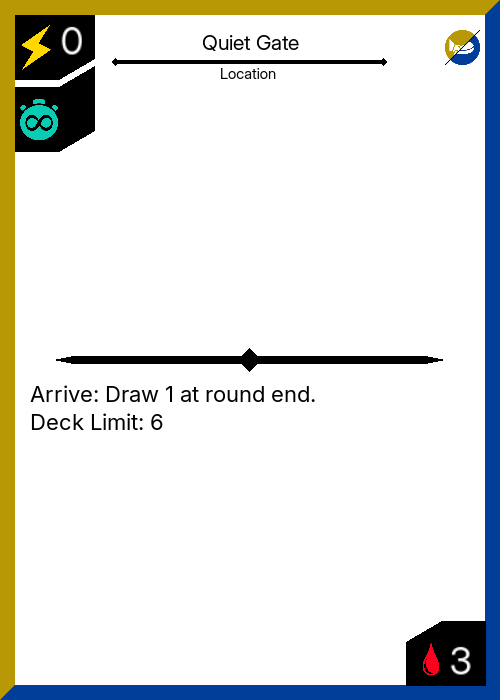 0
Quiet Gate
Location
Arrive: Draw 1 at round end.
Deck Limit: 6
3